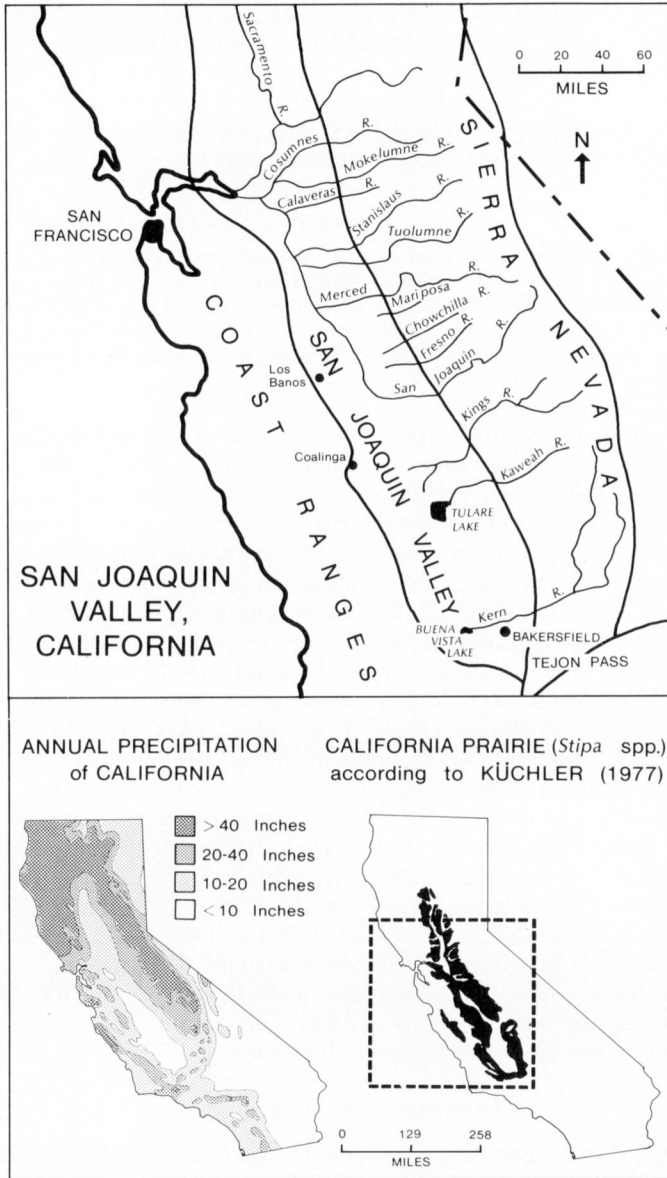 Sacramento R.
0 20 40 60
MILES
N
Cosumnes R.
Mokelumne R.
Calaveras R.
Stanislaus R.
Tuolumne R.
SIERRA NEVADA
SAN
FRANCISCO
Merced R.
Mariposa
Chowchilla R.
Fresno R.
San Joaquin R.
COAST RANGES
SAN JOAQUIN VALLEY
Los
Banos
Kings R.
Coalinga
Kaweah R.
TULARE
LAKE
SAN JOAQUIN
VALLEY,
CALIFORNIA
Kern R.
BUENA
VISTA
LAKE
BAKERSFIELD
TEJON PASS
ANNUAL PRECIPITATION
of CALIFORNIA
> 40 Inches
20-40 Inches
10-20 Inches
< 10 Inches
CALIFORNIA PRAIRIE (Stipa spp.)
according to KÜCHLER (1977)
0 129 258
MILES